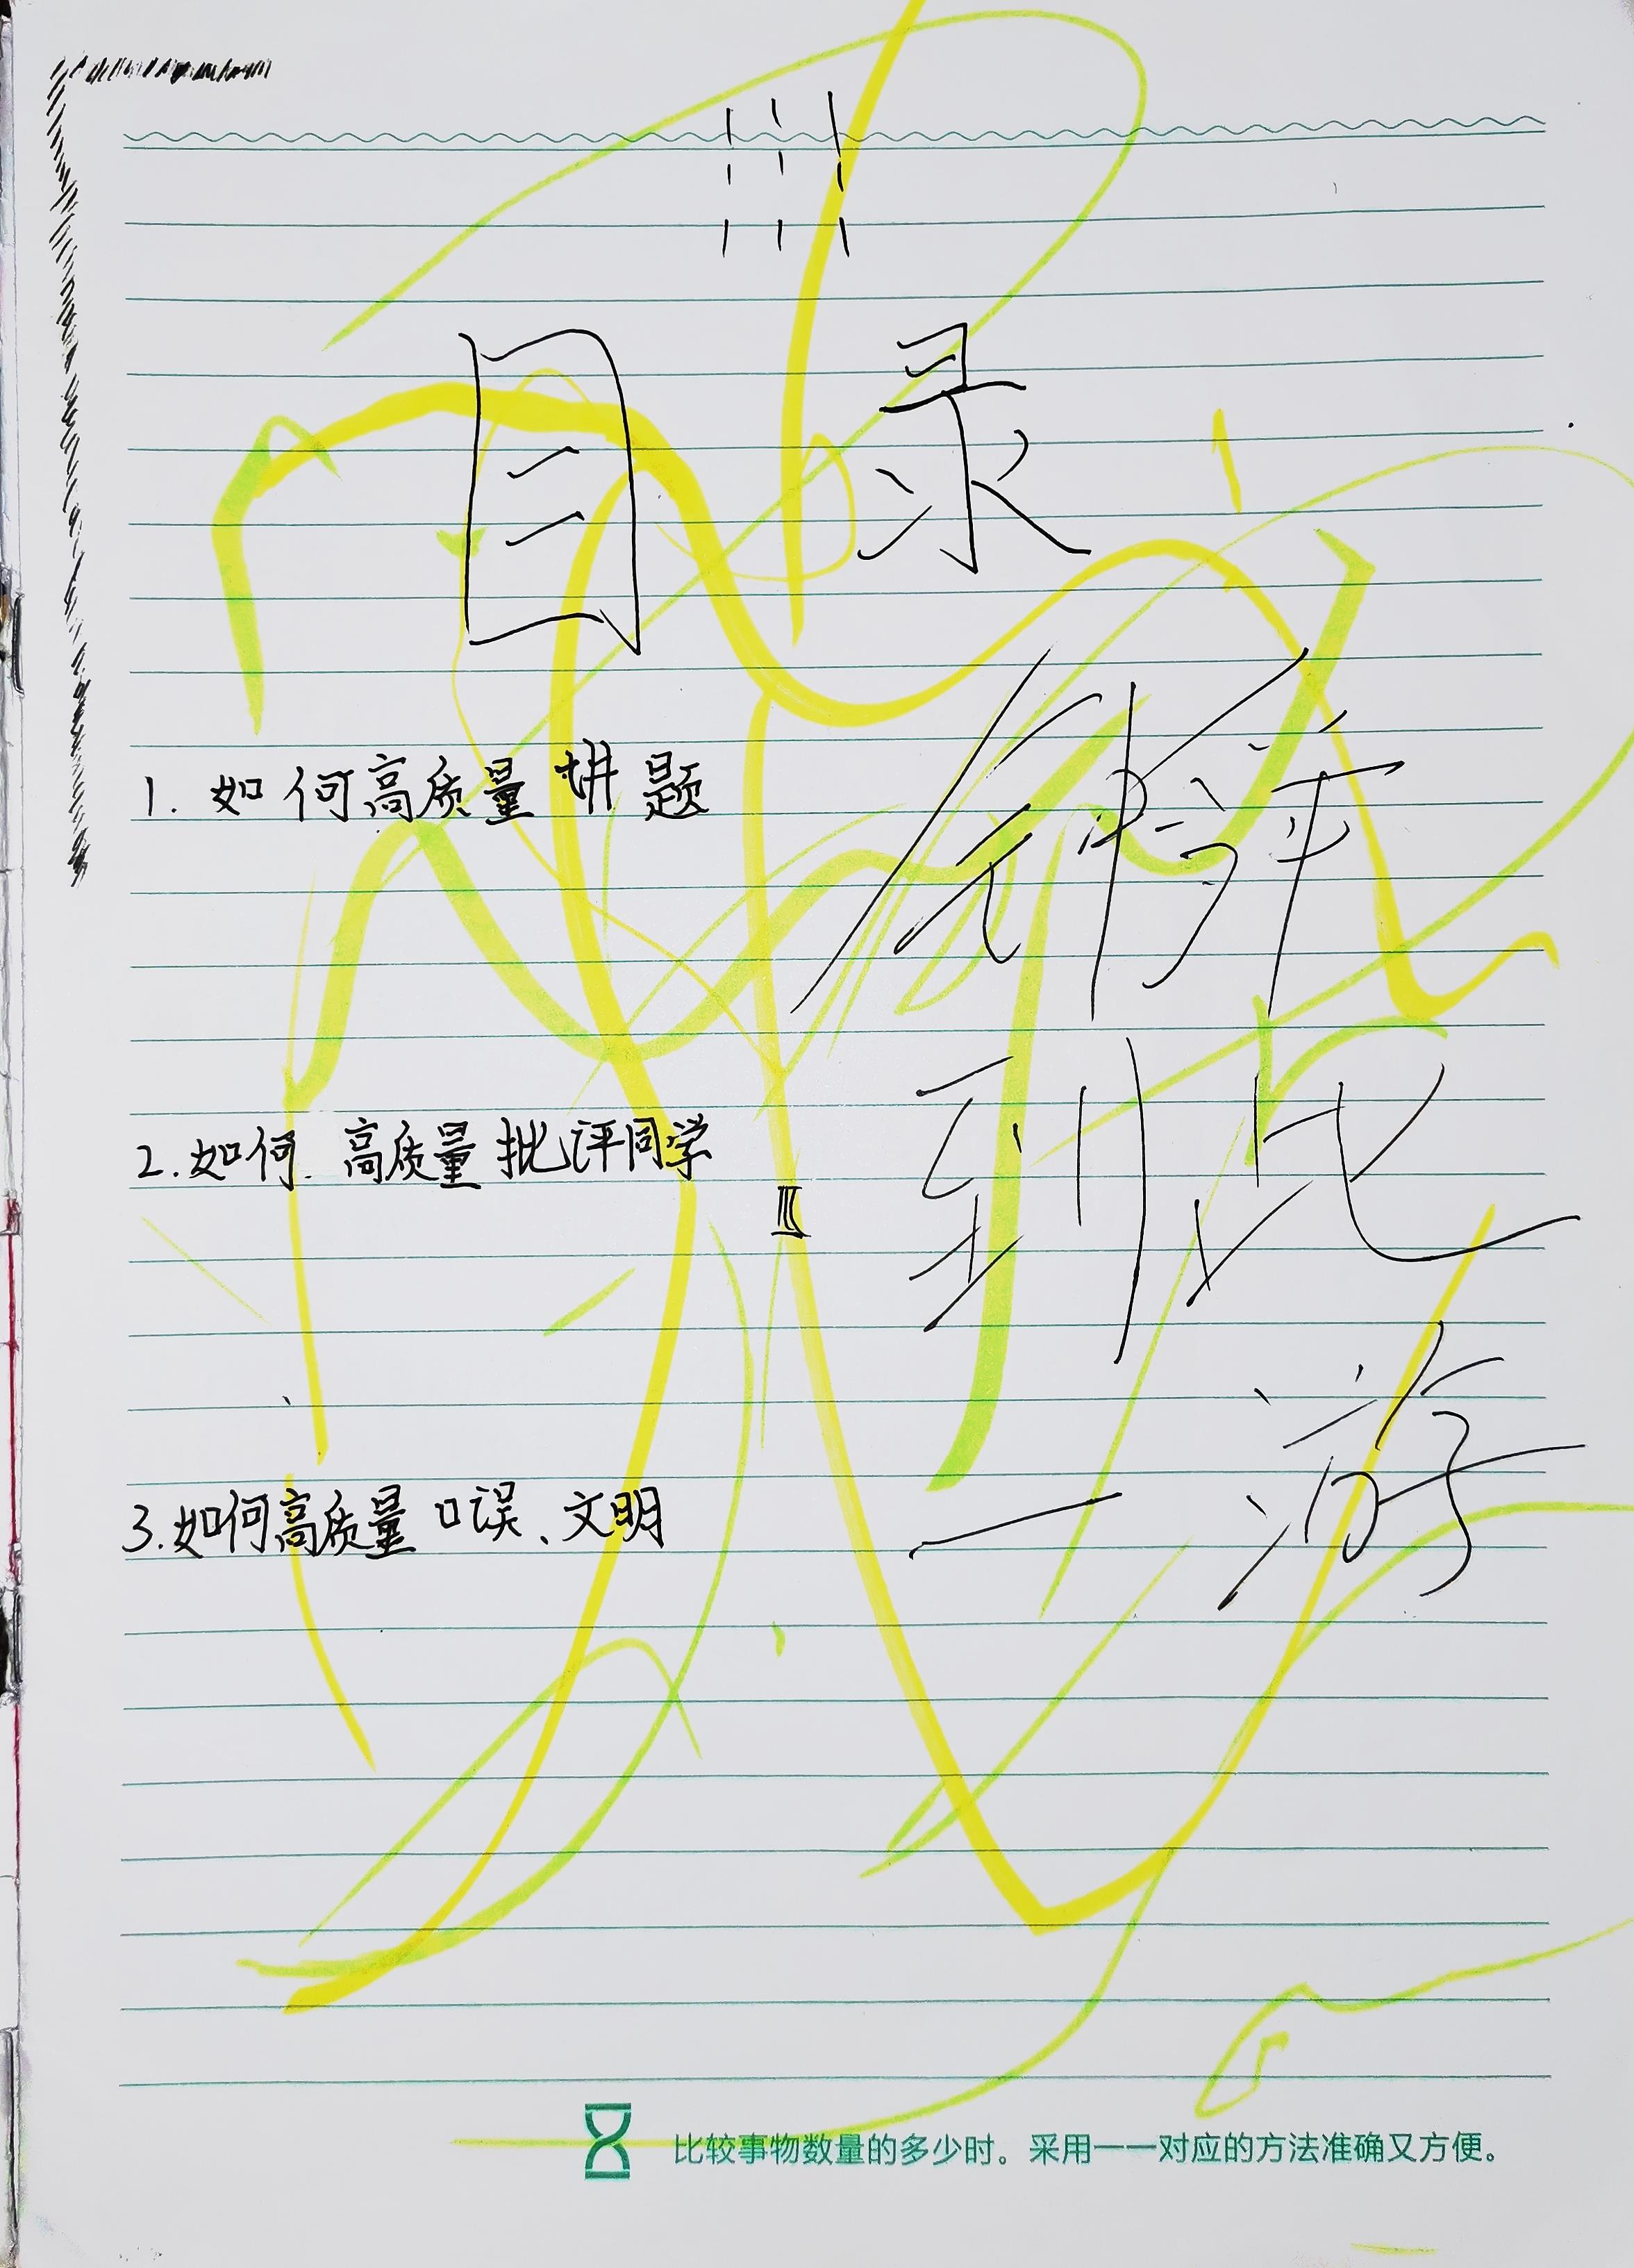 目录
1. 如何高质量讲题
2. 如何高质量批评同学
3. 如何高质量口误、文明
到此
一游
比较事物数量的多少时。采用一一对应的方法准确又方便。